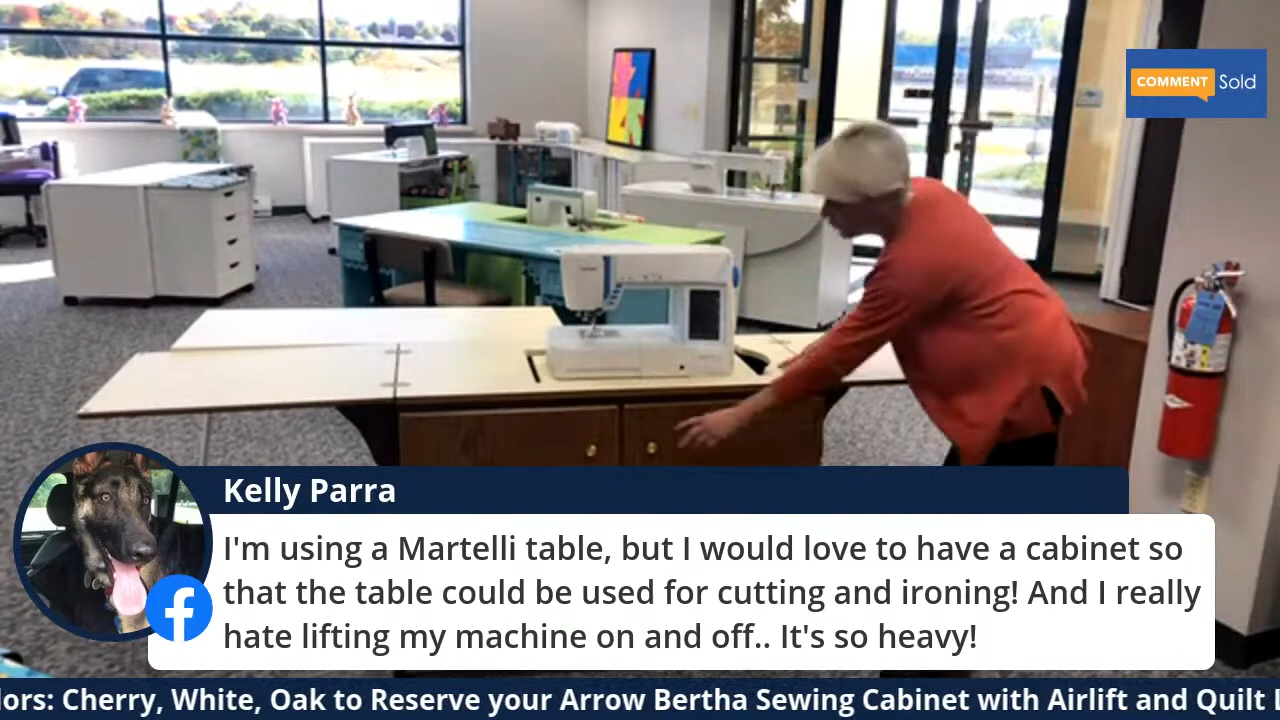 COMMENT Sold
Kelly Parra
I'm using a Martelli table, but I would love to have a cabinet so
that the table could be used for cutting and ironing! And I really
hate lifting my machine on and off.. It's so heavy!
lors: Cherry, White, Oak to Reserve your Arrow Bertha Sewing Cabinet with Airlift and Quilt